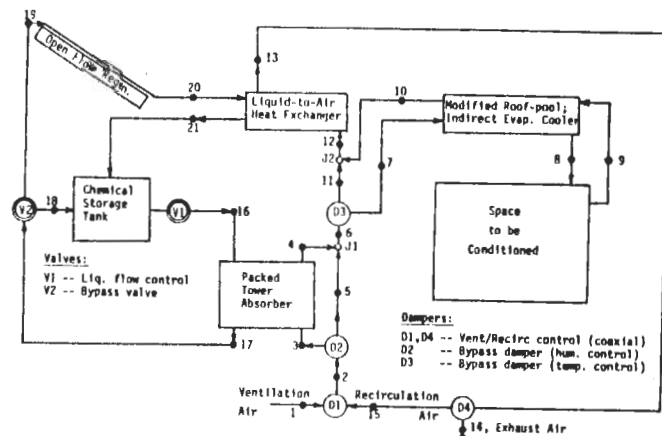 19
Open Flow Regen.
13
20
10
Liquid-to-Air
Heat Exchanger
Modified Roof-pool;
Indirect Evap. Cooler
21
12
J2
7
8
9
11
18
Chemical
Storage
Tank
16
V2
V1
D3
Space
to be
Conditioned
6
4
J1
Valves:
V1 -- Liq. flow control
V2 -- Bypass valve
Packed
Tower
Absorber
5
Dampers:
D1,D4 -- Vent/Recirc control (coaxial)
D2 -- Bypass damper (hum. control)
D3 -- Bypass damper (temp. control)
17
3
D2
2
Ventilation
Air
1
D1
Recirculation
Air
15
D4
14, Exhaust Air